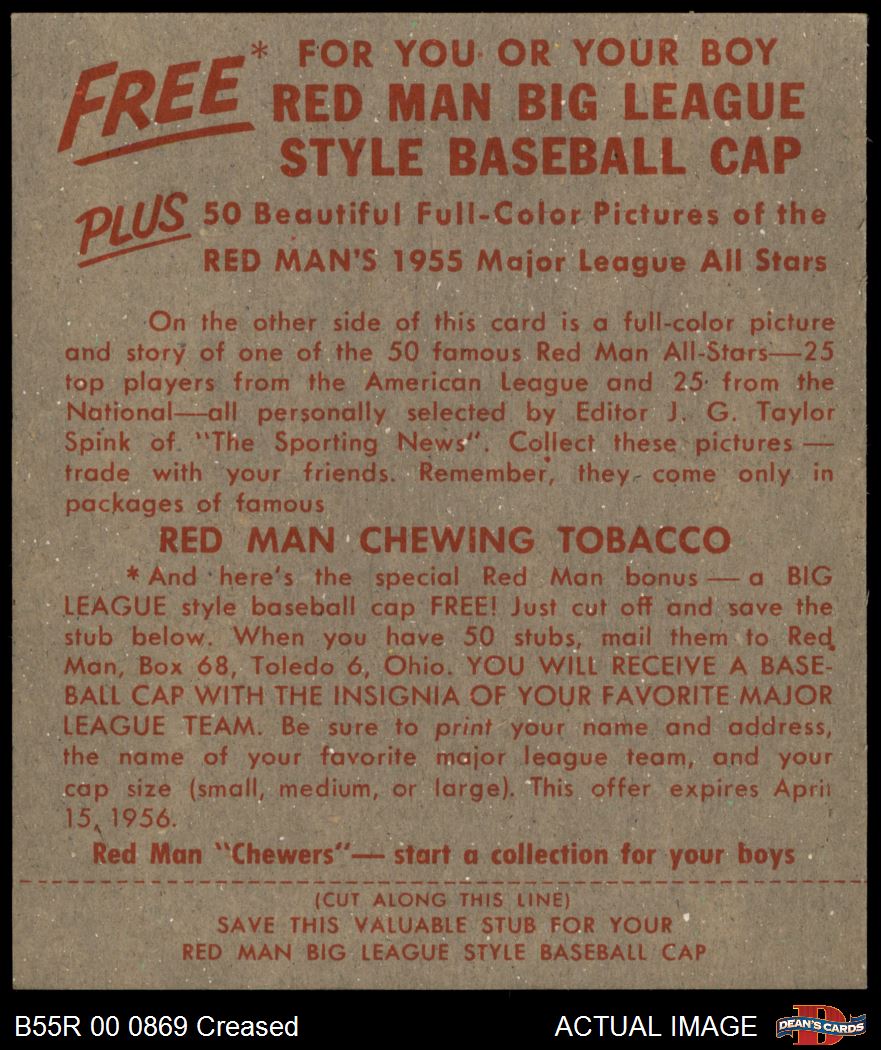 FREE* FOR YOU OR YOUR BOY
RED MAN BIG LEAGUE
STYLE BASEBALL CAP
PLUS 50 Beautiful Full-Color Pictures of the
RED MAN'S 1955 Major League All Stars
On the other side of this card is a full-color picture
and story of one of the 50 famous Red Man All-Stars—25
top players from the American League and 25 from the
National—all personally selected by Editor J. G. Taylor
Spink of "The Sporting News". Collect these pictures —
trade with your friends. Remember, they come only in
packages of famous
RED MAN CHEWING TOBACCO
* And here's the special Red Man bonus — a BIG
LEAGUE style baseball cap FREE! Just cut off and save the
stub below. When you have 50 stubs, mail them to Red
Man, Box 68, Toledo 6, Ohio. YOU WILL RECEIVE A BASE-
BALL CAP WITH THE INSIGNIA OF YOUR FAVORITE MAJOR
LEAGUE TEAM. Be sure to print your name and address,
the name of your favorite major league team, and your
cap size (small, medium, or large). This offer expires April
15, 1956.
Red Man "Chewers"— start a collection for your boys
(CUT ALONG THIS LINE)
SAVE THIS VALUABLE STUB FOR YOUR
RED MAN BIG LEAGUE STYLE BASEBALL CAP
B55R 00 0869 Creased ACTUAL IMAGE DEAN'S CARDS